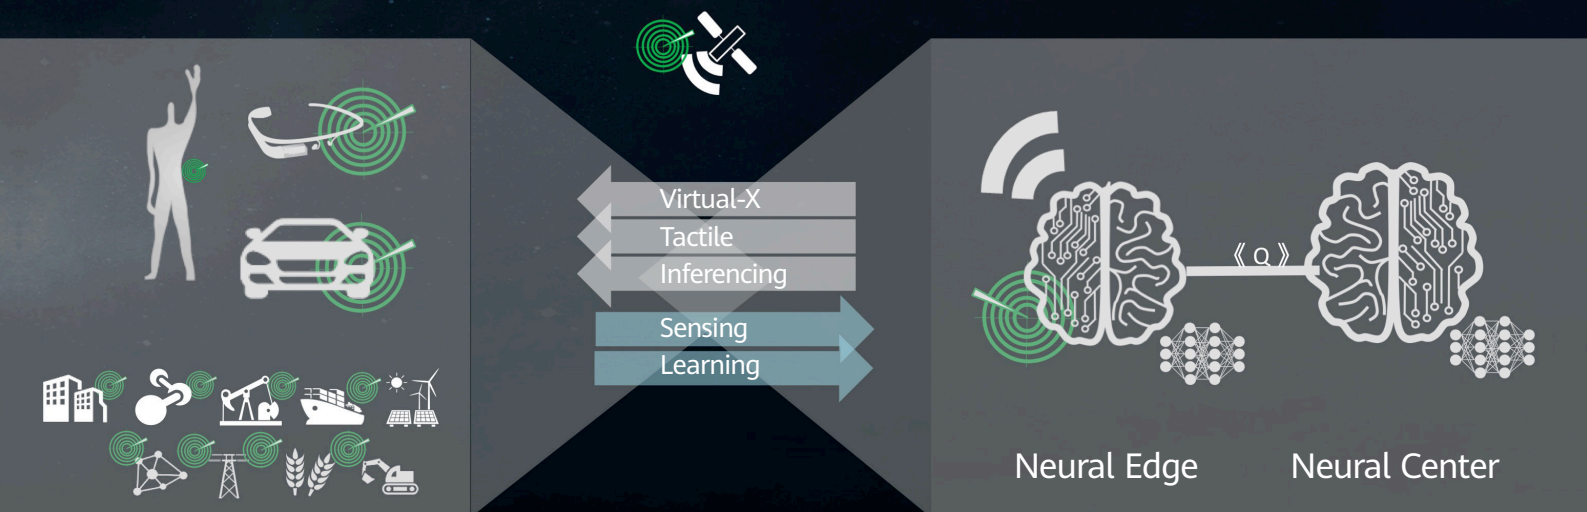 Virtual-X
Tactile
Inferencing
Sensing
Learning
《 Q 》
Neural Edge
Neural Center